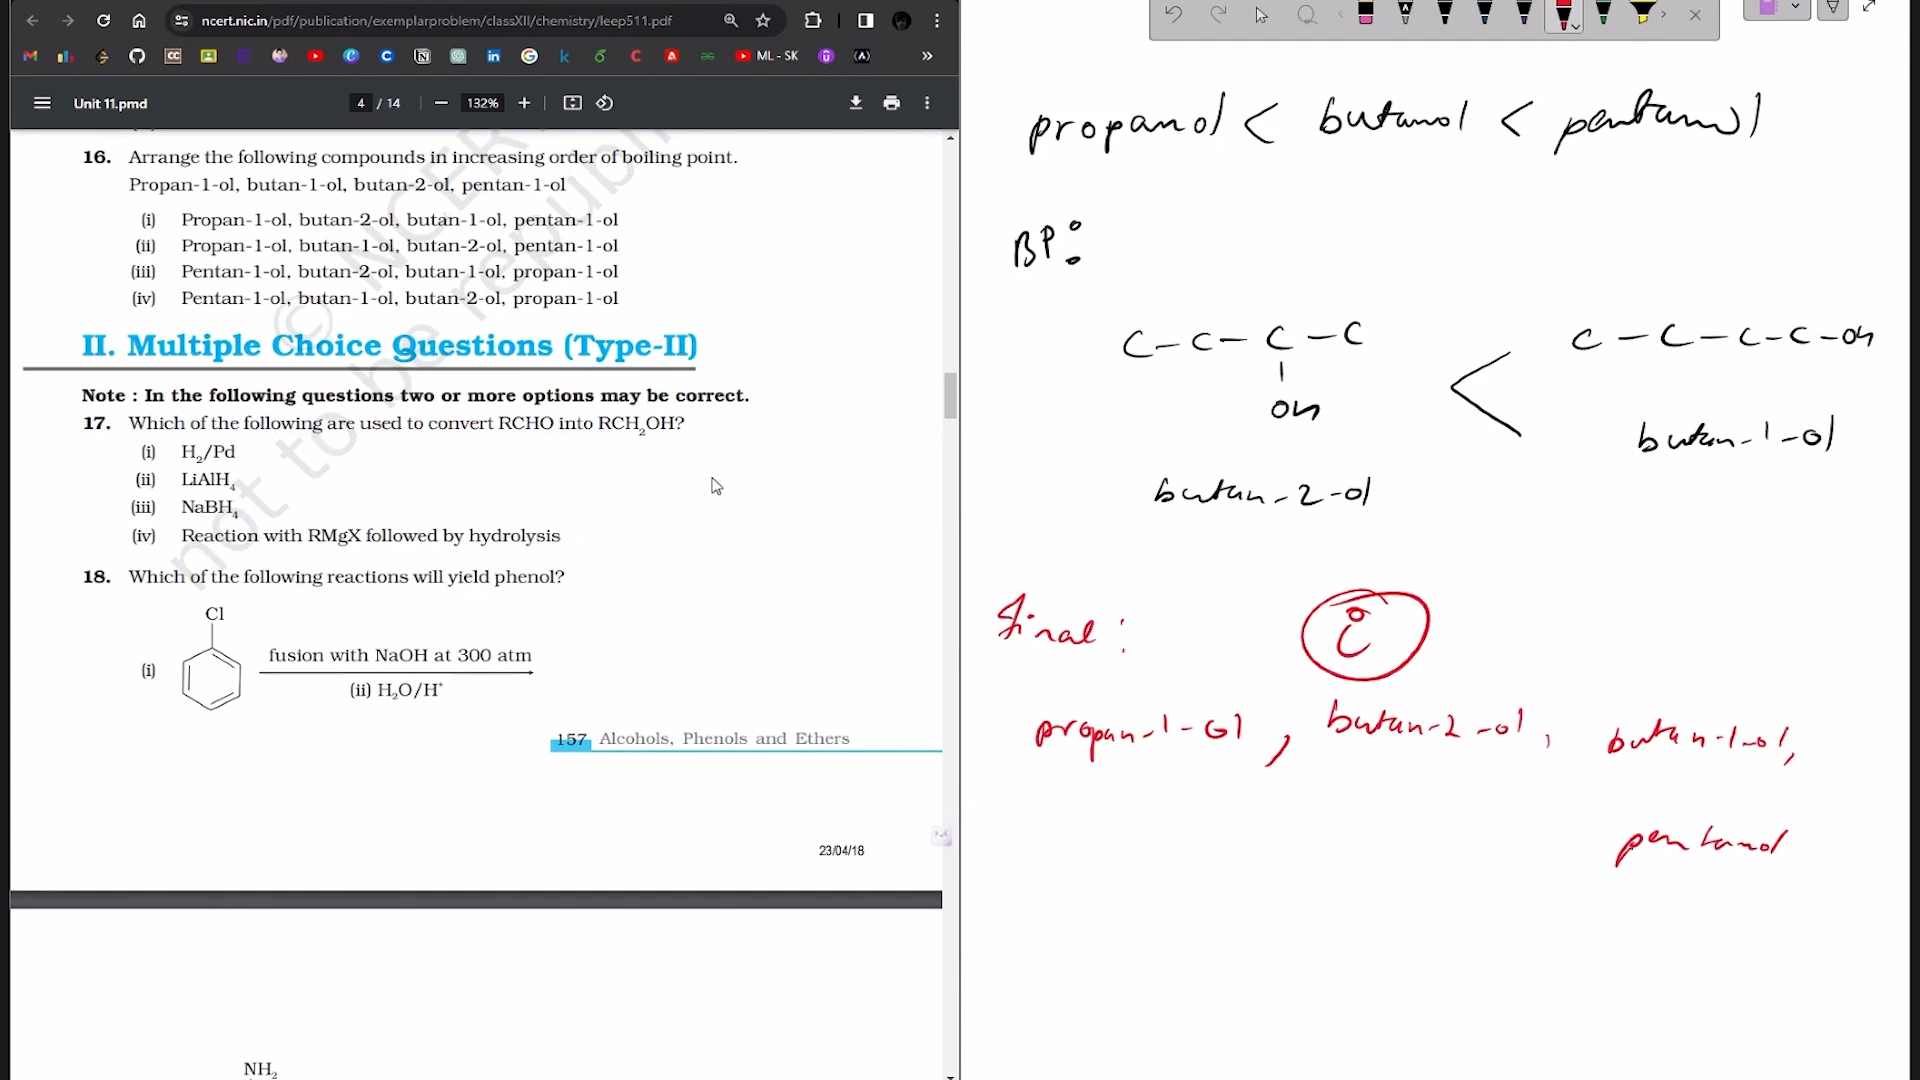 ncert.nic.in/pdf/publication/exemplarproblem/classXII/chemistry/leep511.pdf
ML - SK
Unit 11.pmd
4 / 14
132%
16. Arrange the following compounds in increasing order of boiling point.
Propan-1-ol, butan-1-ol, butan-2-ol, pentan-1-ol
(i) Propan-1-ol, butan-2-ol, butan-1-ol, pentan-1-ol
(ii) Propan-1-ol, butan-1-ol, butan-2-ol, pentan-1-ol
(iii) Pentan-1-ol, butan-2-ol, butan-1-ol, propan-1-ol
(iv) Pentan-1-ol, butan-1-ol, butan-2-ol, propan-1-ol
II. Multiple Choice Questions (Type-II)
Note : In the following questions two or more options may be correct.
17. Which of the following are used to convert RCHO into RCH₂OH?
(i) H₂/Pd
(ii) LiAlH₄
(iii) NaBH₄
(iv) Reaction with RMgX followed by hydrolysis
18. Which of the following reactions will yield phenol?
Cl
(i)
fusion with NaOH at 300 atm
(ii) H₂O/H⁺
157 Alcohols, Phenols and Ethers
23/04/18
NH₂
© NCERT
not to be republ
propanol < butanol < pentanol
BP:
C - C - C - C
OH
butan-2-ol
<
C - C - C - C - OH
butan-1-ol
final :
i
propan-1-ol , butan-2-ol , butan-1-ol,
pentanol